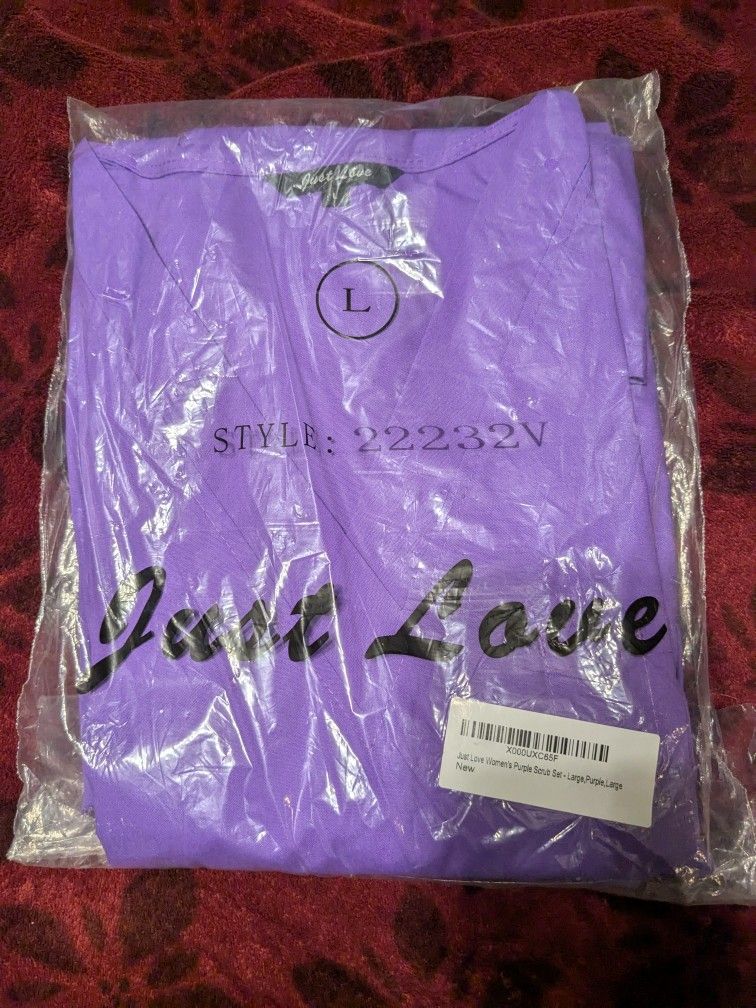 Just Love
L
STYLE: 22232V
Just Love
X000UXC65F
Just Love Women's Purple Scrub Set - Large,Purple,Large
New